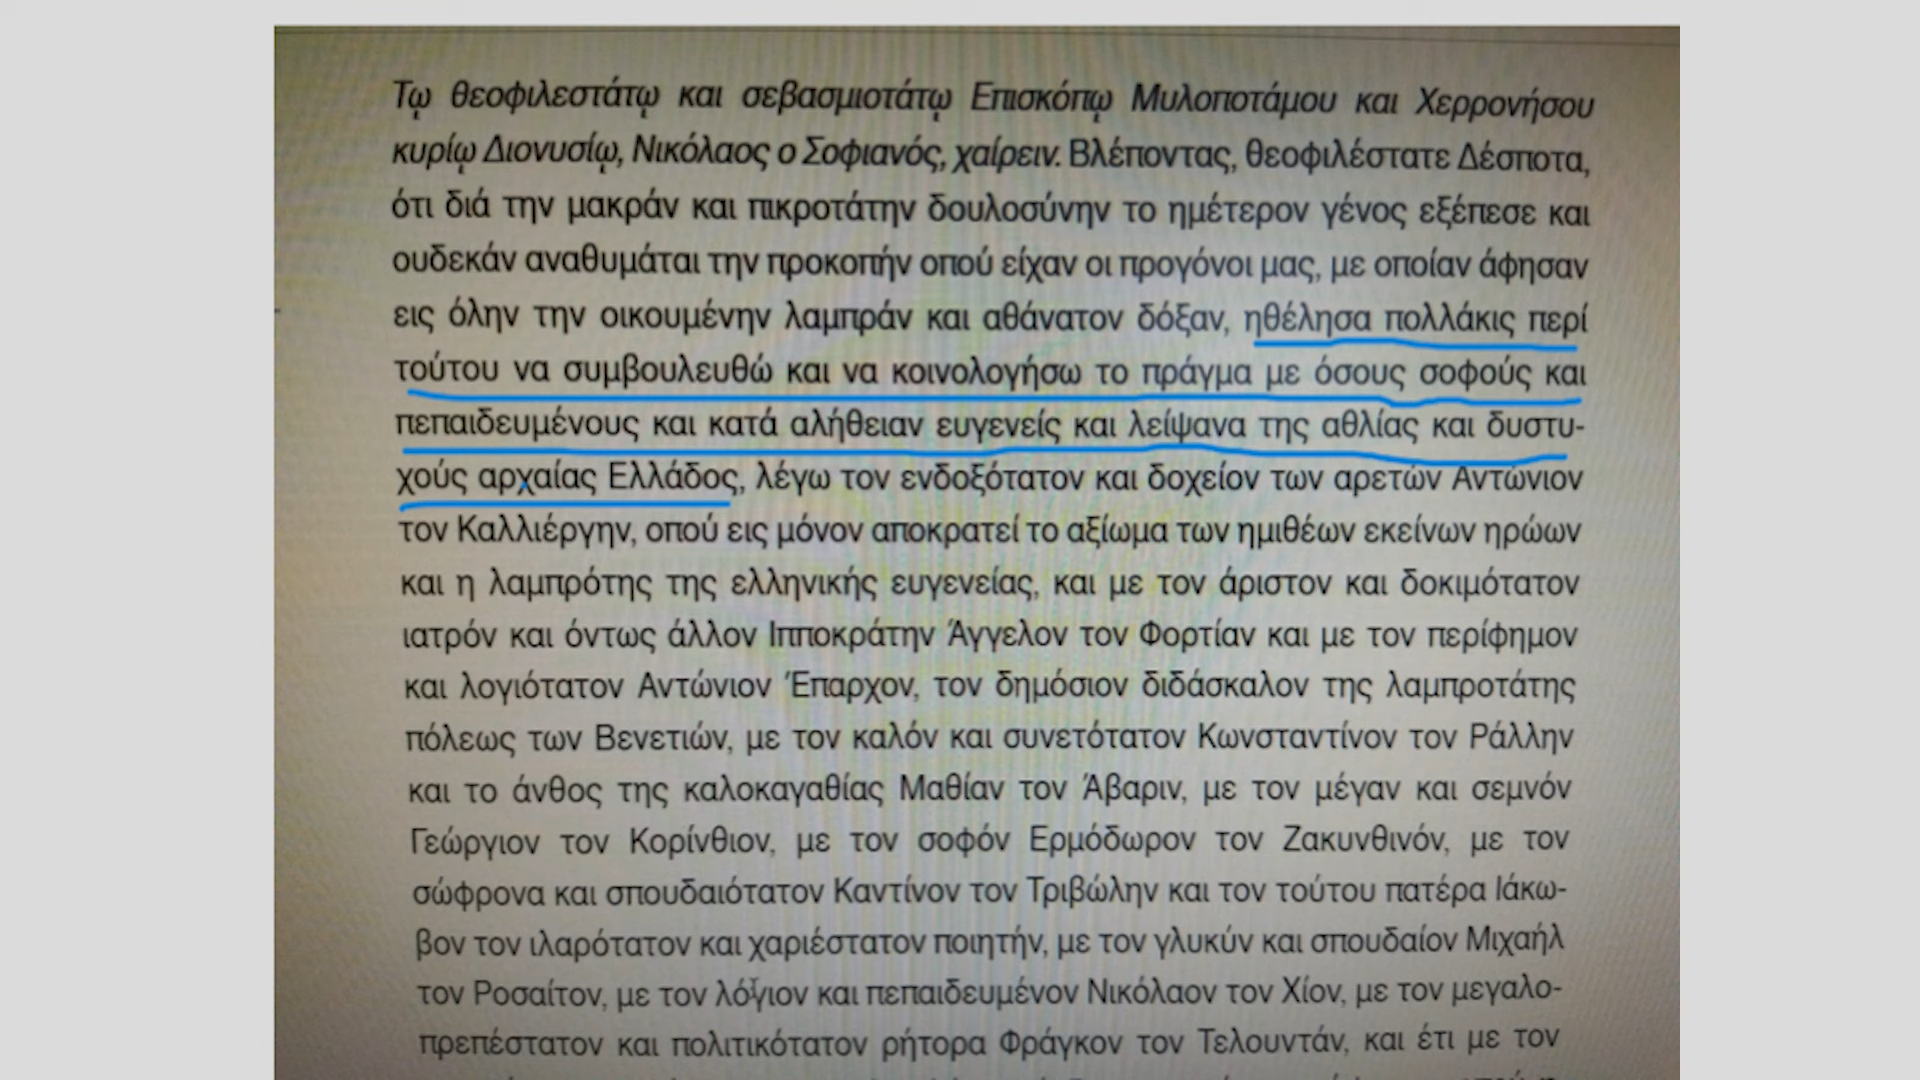 Τῳ θεοφιλεστάτῳ και σεβασμιοτάτῳ Επισκόπῳ Μυλοποτάμου και Χερρονήσου
κυρίῳ Διονυσίῳ, Νικόλαος ο Σοφιανός, χαίρειν. Βλέποντας, θεοφιλέστατε Δέσποτα,
ότι διά την μακράν και πικροτάτην δουλοσύνην το ημέτερον γένος εξέπεσε και
ουδεκάν αναθυμάται την προκοπήν οπού είχαν οι προγόνοι μας, με οποίαν άφησαν
εις όλην την οικουμένην λαμπράν και αθάνατον δόξαν, ηθέλησα πολλάκις περί
τούτου να συμβουλευθώ και να κοινολογήσω το πράγμα με όσους σοφούς και
πεπαιδευμένους και κατά αλήθειαν ευγενείς και λείψανα της αθλίας και δυστυ-
χούς αρχαίας Ελλάδος, λέγω τον ενδοξότατον και δοχείον των αρετών Αντώνιον
τον Καλλιέργην, οπού εις μόνον αποκρατεί το αξίωμα των ημιθέων εκείνων ηρώων
και η λαμπρότης της ελληνικής ευγενείας, και με τον άριστον και δοκιμότατον
ιατρόν και όντως άλλον Ιπποκράτην Άγγελον τον Φορτίαν και με τον περίφημον
και λογιότατον Αντώνιον Έπαρχον, τον δημόσιον διδάσκαλον της λαμπροτάτης
πόλεως των Βενετιών, με τον καλόν και συνετότατον Κωνσταντίνον τον Ράλλην
και το άνθος της καλοκαγαθίας Μαθίαν τον Άβαριν, με τον μέγαν και σεμνόν
Γεώργιον τον Κορίνθιον, με τον σοφόν Ερμόδωρον τον Ζακυνθινόν, με τον
σώφρονα και σπουδαιότατον Καντίνον τον Τριβώλην και τον τούτου πατέρα Ιάκω-
βον τον ιλαρότατον και χαριέστατον ποιητήν, με τον γλυκύν και σπουδαίον Μιχαήλ
τον Ροσαίτον, με τον λόγιον και πεπαιδευμένον Νικόλαον τον Χίον, με τον μεγαλο-
πρεπέστατον και πολιτικότατον ρήτορα Φράγκον τον Τελουντάν, και έτι με τον